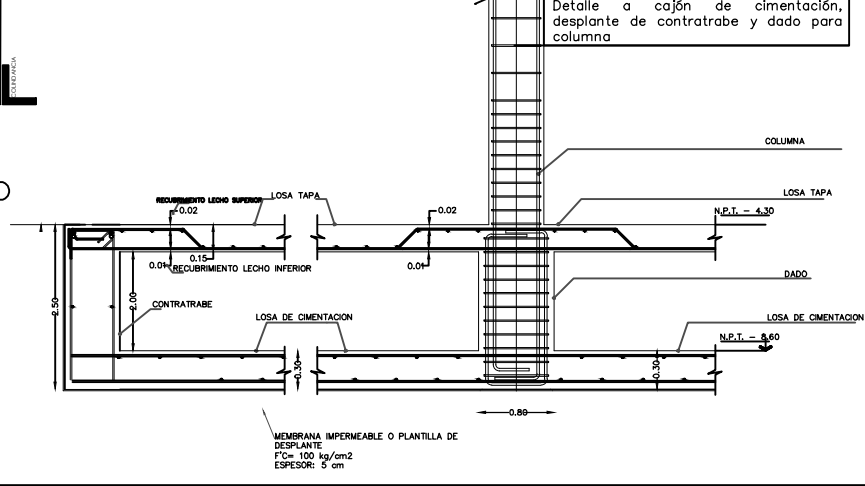 Detalle a cajón de cimentación,
desplante de contratrabe y dado para
columna
COLINDANCIA
COLUMNA
RECUBRIMIENTO LECHO SUPERIOR
LOSA TAPA
LOSA TAPA
0.02
0.02
N.P.T. - 4.30
0.15
0.01
RECUBRIMIENTO LECHO INFERIOR
0.01
DADO
2.50
2.00
CONTRATRABE
LOSA DE CIMENTACION
LOSA DE CIMENTACION
N.P.T. - 8.60
0.30
0.30
0.80
MEMBRANA IMPERMEABLE O PLANTILLA DE
DESPLANTE
F'C= 100 kg/cm2
ESPESOR: 5 cm